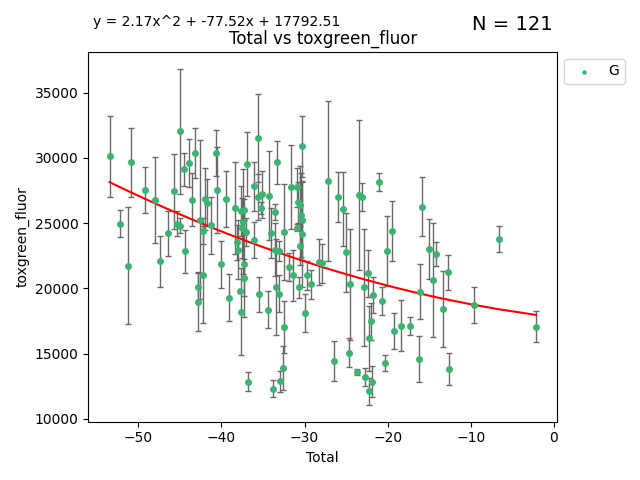 y = 2.17x^2 + -77.52x + 17792.51
N = 121
Total vs toxgreen_fluor
G
35000
30000
25000
20000
15000
10000
toxgreen_fluor
−50
−40
−30
−20
−10
0
Total